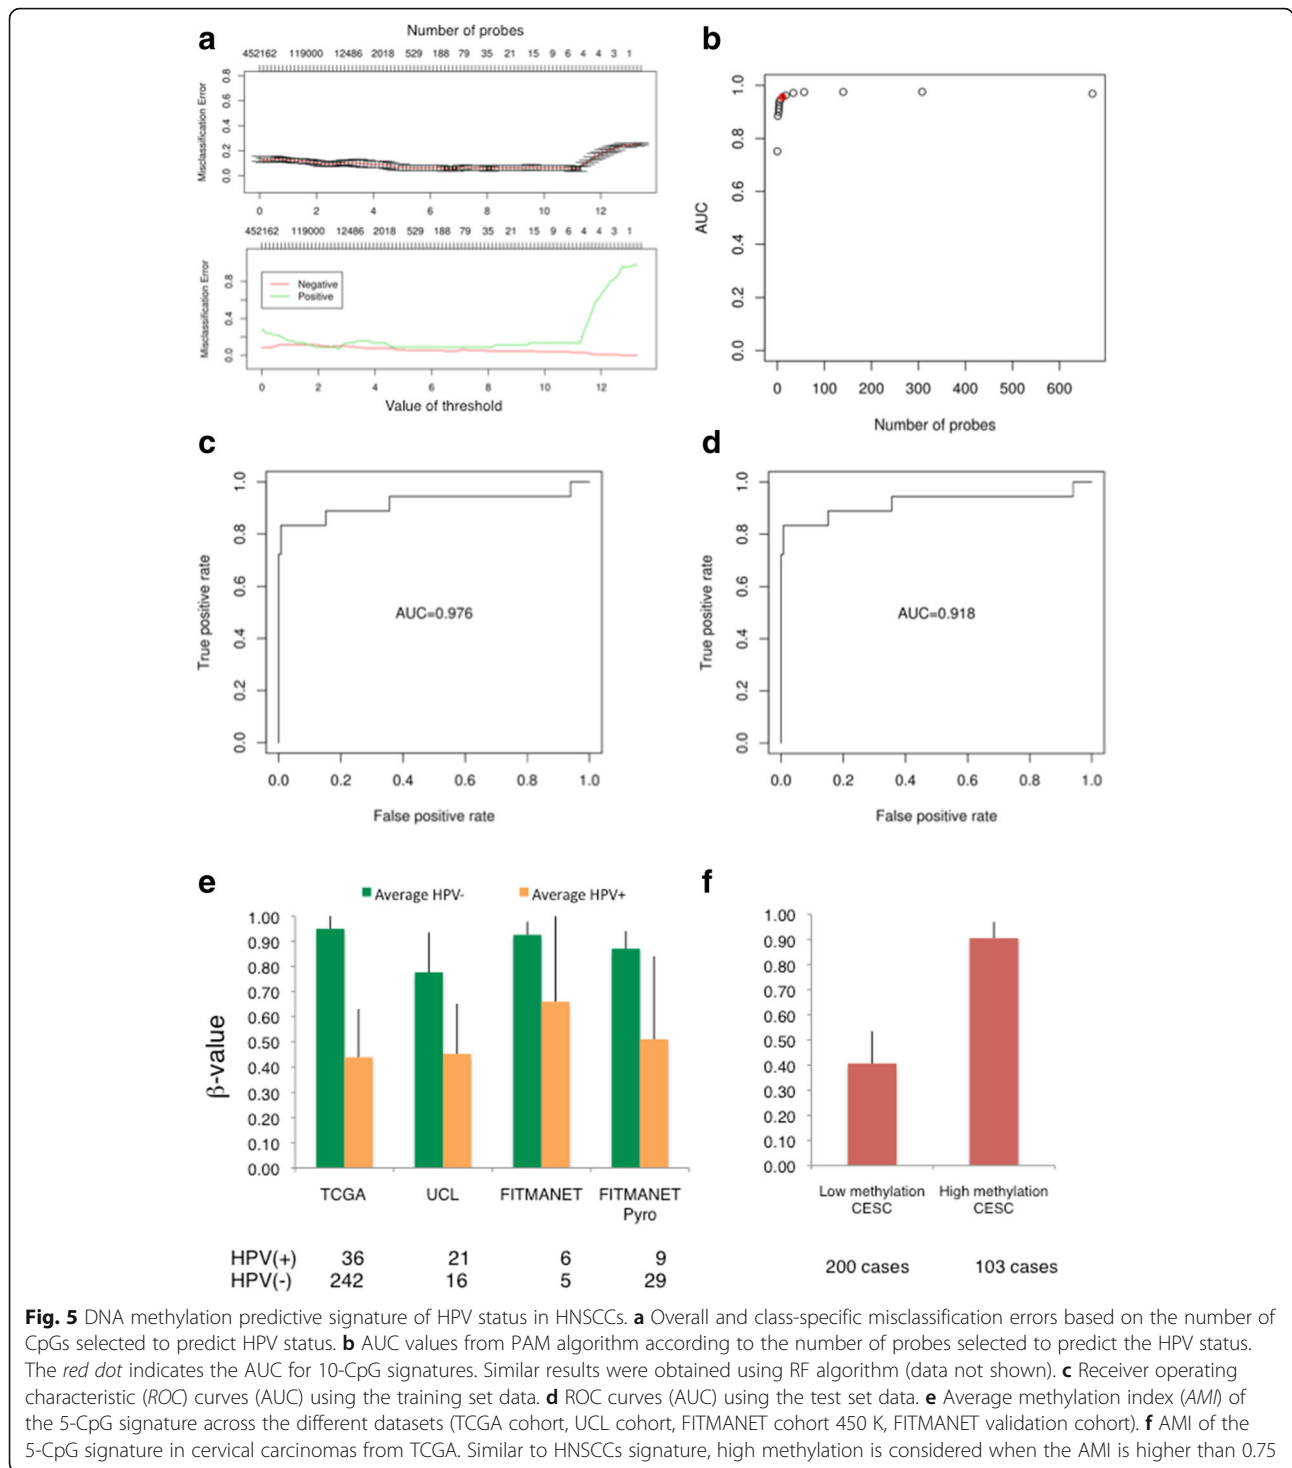 a
Number of probes
452162 119000 12486 2018 529 188 79 35 21 15 9 6 4 4 3 1
Misclassification Error
0.8
0.6
0.4
0.2
0.0
0 2 4 6 8 10 12
452162 119000 12486 2018 529 188 79 35 21 15 9 6 4 4 3 1
Misclassification Error
0.8
0.4
0.0
Negative
Positive
0 2 4 6 8 10 12
Value of threshold
b
AUC
1.0
0.8
0.6
0.4
0.2
0.0
0 100 200 300 400 500 600
Number of probes
c
True positive rate
1.0
0.8
0.6
0.4
0.2
0.0
AUC=0.976
0.0 0.2 0.4 0.6 0.8 1.0
False positive rate
d
True positive rate
1.0
0.8
0.6
0.4
0.2
0.0
AUC=0.918
0.0 0.2 0.4 0.6 0.8 1.0
False positive rate
e
Average HPV- Average HPV+
β-value
1.00
0.90
0.80
0.70
0.60
0.50
0.40
0.30
0.20
0.10
0.00
TCGA UCL FITMANET FITMANET
Pyro
HPV(+) 36 21 6 9
HPV(-) 242 16 5 29
f
1.00
0.90
0.80
0.70
0.60
0.50
0.40
0.30
0.20
0.10
0.00
Low methylation High methylation
CESC CESC
200 cases 103 cases
Fig. 5 DNA methylation predictive signature of HPV status in HNSCCs. a Overall and class-specific misclassification errors based on the number of
CpGs selected to predict HPV status. b AUC values from PAM algorithm according to the number of probes selected to predict the HPV status.
The red dot indicates the AUC for 10-CpG signatures. Similar results were obtained using RF algorithm (data not shown). c Receiver operating
characteristic (ROC) curves (AUC) using the training set data. d ROC curves (AUC) using the test set data. e Average methylation index (AMI) of
the 5-CpG signature across the different datasets (TCGA cohort, UCL cohort, FITMANET cohort 450 K, FITMANET validation cohort). f AMI of the
5-CpG signature in cervical carcinomas from TCGA. Similar to HNSCCs signature, high methylation is considered when the AMI is higher than 0.75